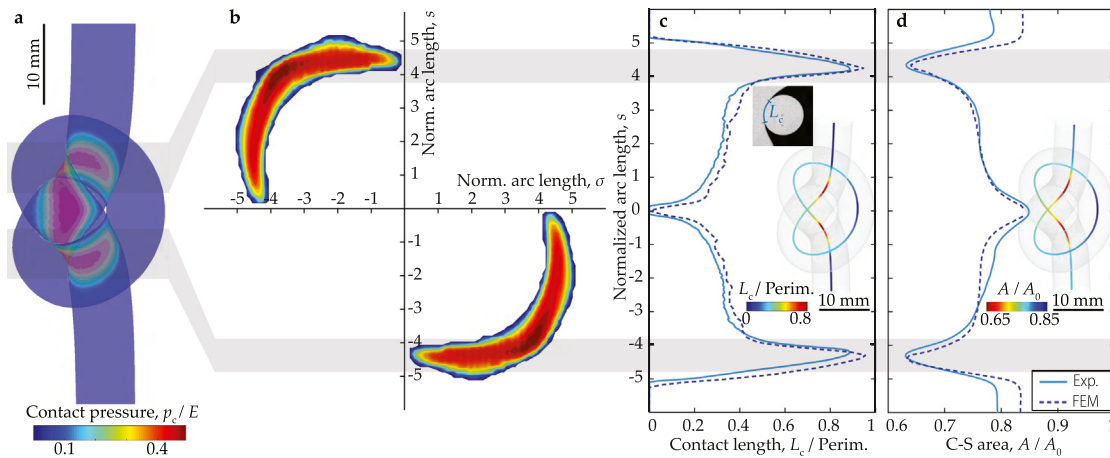 a
10 mm
Contact pressure, p_c / E
0.1 0.4
b
Norm. arc length, s
5
4
3
2
1
Norm. arc length, σ
-5 -4 -3 -2 -1
1 2 3 4 5
-1
-2
-3
-4
-5
c
Normalized arc length, s
5
4
3
2
1
0
-1
-2
-3
-4
-5
L_c
L_c / Perim.
0 0.8
10 mm
0 0.2 0.4 0.6 0.8 1
Contact length, L_c / Perim.
d
A / A_0
0.65 0.85
10 mm
Exp.
FEM
0.6 0.7 0.8 0.9 1
C-S area, A / A_0